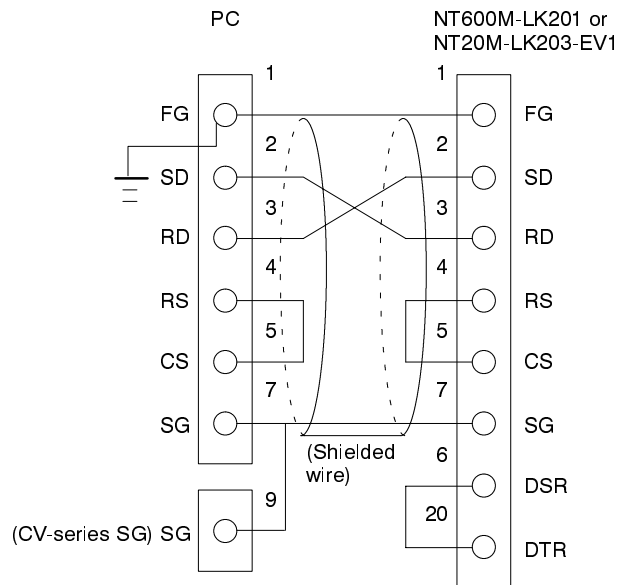 PC
NT600M-LK201 or
NT20M-LK203-EV1
1
1
FG
FG
2
2
SD
SD
3
3
RD
RD
4
4
RS
RS
5
5
CS
CS
7
7
SG
SG
(Shielded
wire)
6
DSR
9
20
(CV-series SG) SG
DTR